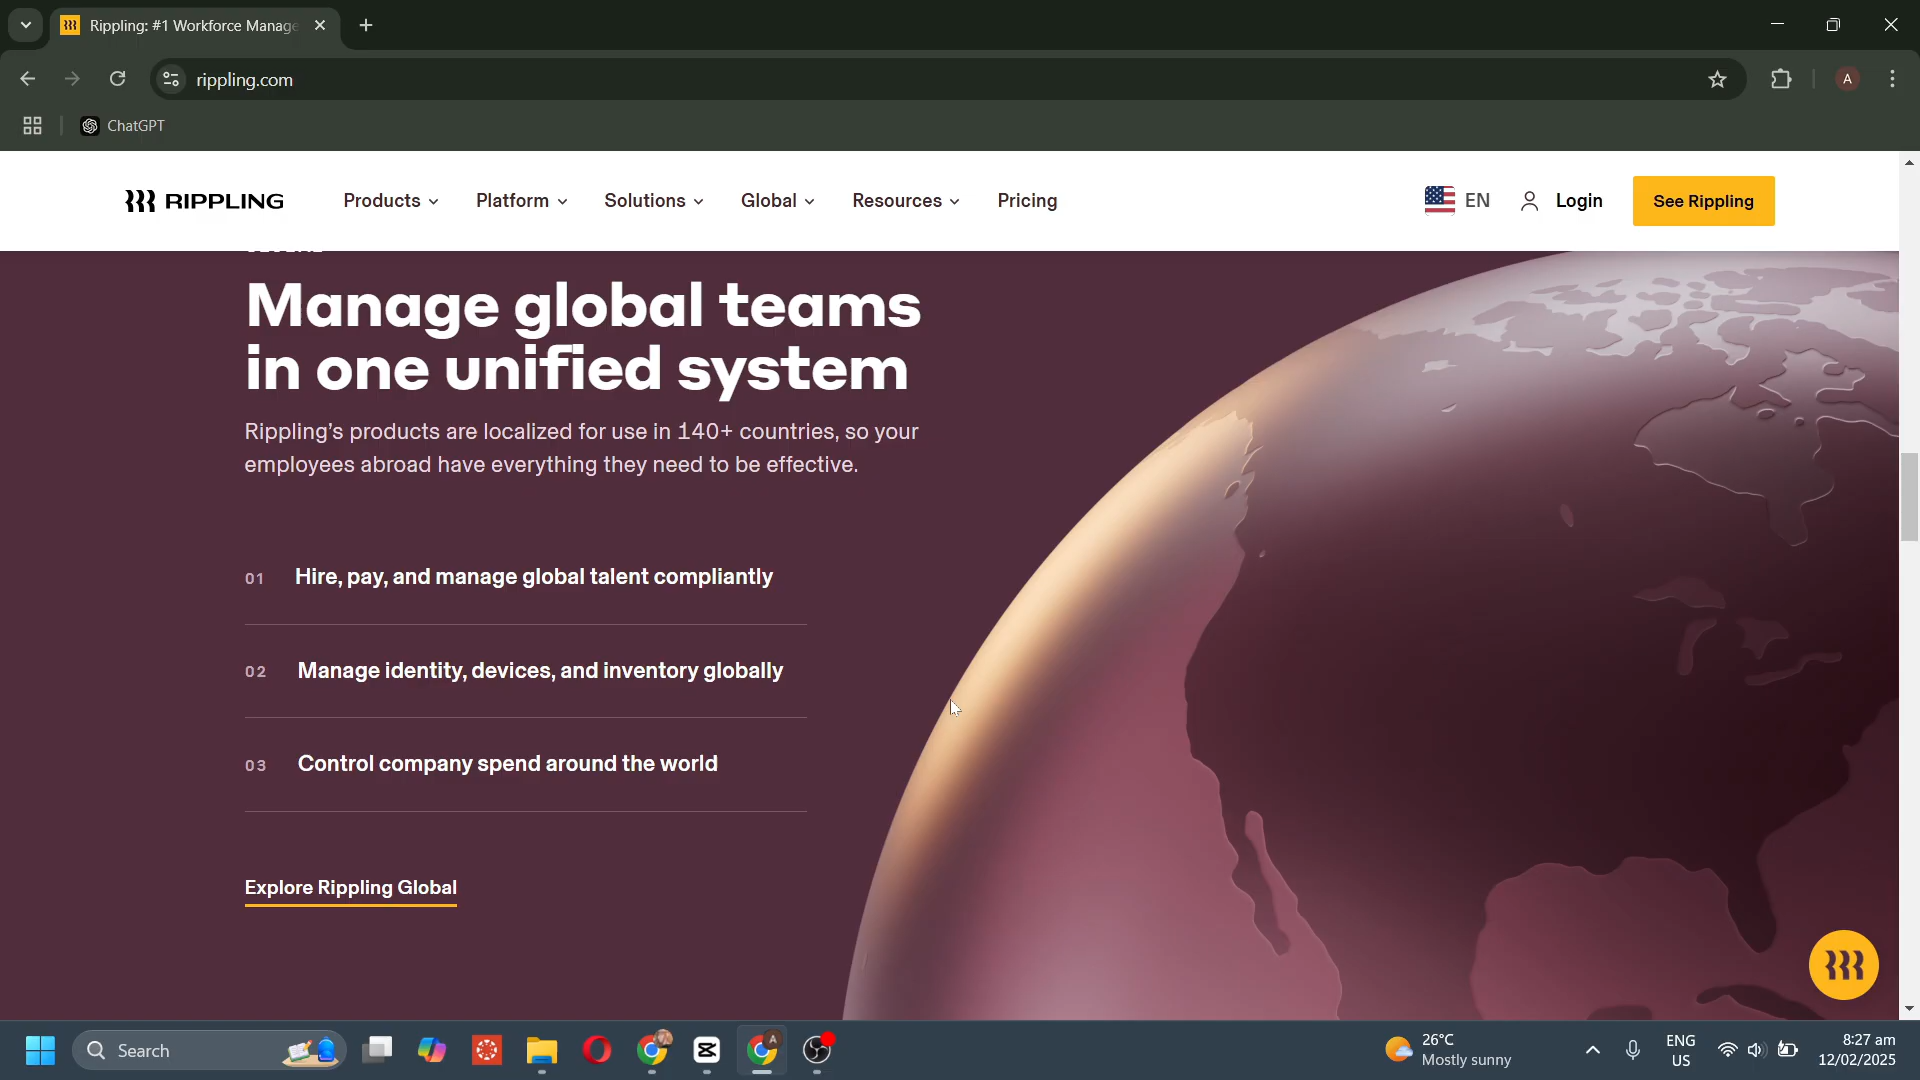 Rippling: #1 Workforce Manage
rippling.com
A
ChatGPT
RIPPLING
Products
Platform
Solutions
Global
Resources
Pricing
EN
Login
See Rippling
Manage global teams
in one unified system
Rippling's products are localized for use in 140+ countries, so your
employees abroad have everything they need to be effective.
01 Hire, pay, and manage global talent compliantly
02 Manage identity, devices, and inventory globally
03 Control company spend around the world
Explore Rippling Global
Search
A
26°C
Mostly sunny
ENG
US
8:27 am
12/02/2025